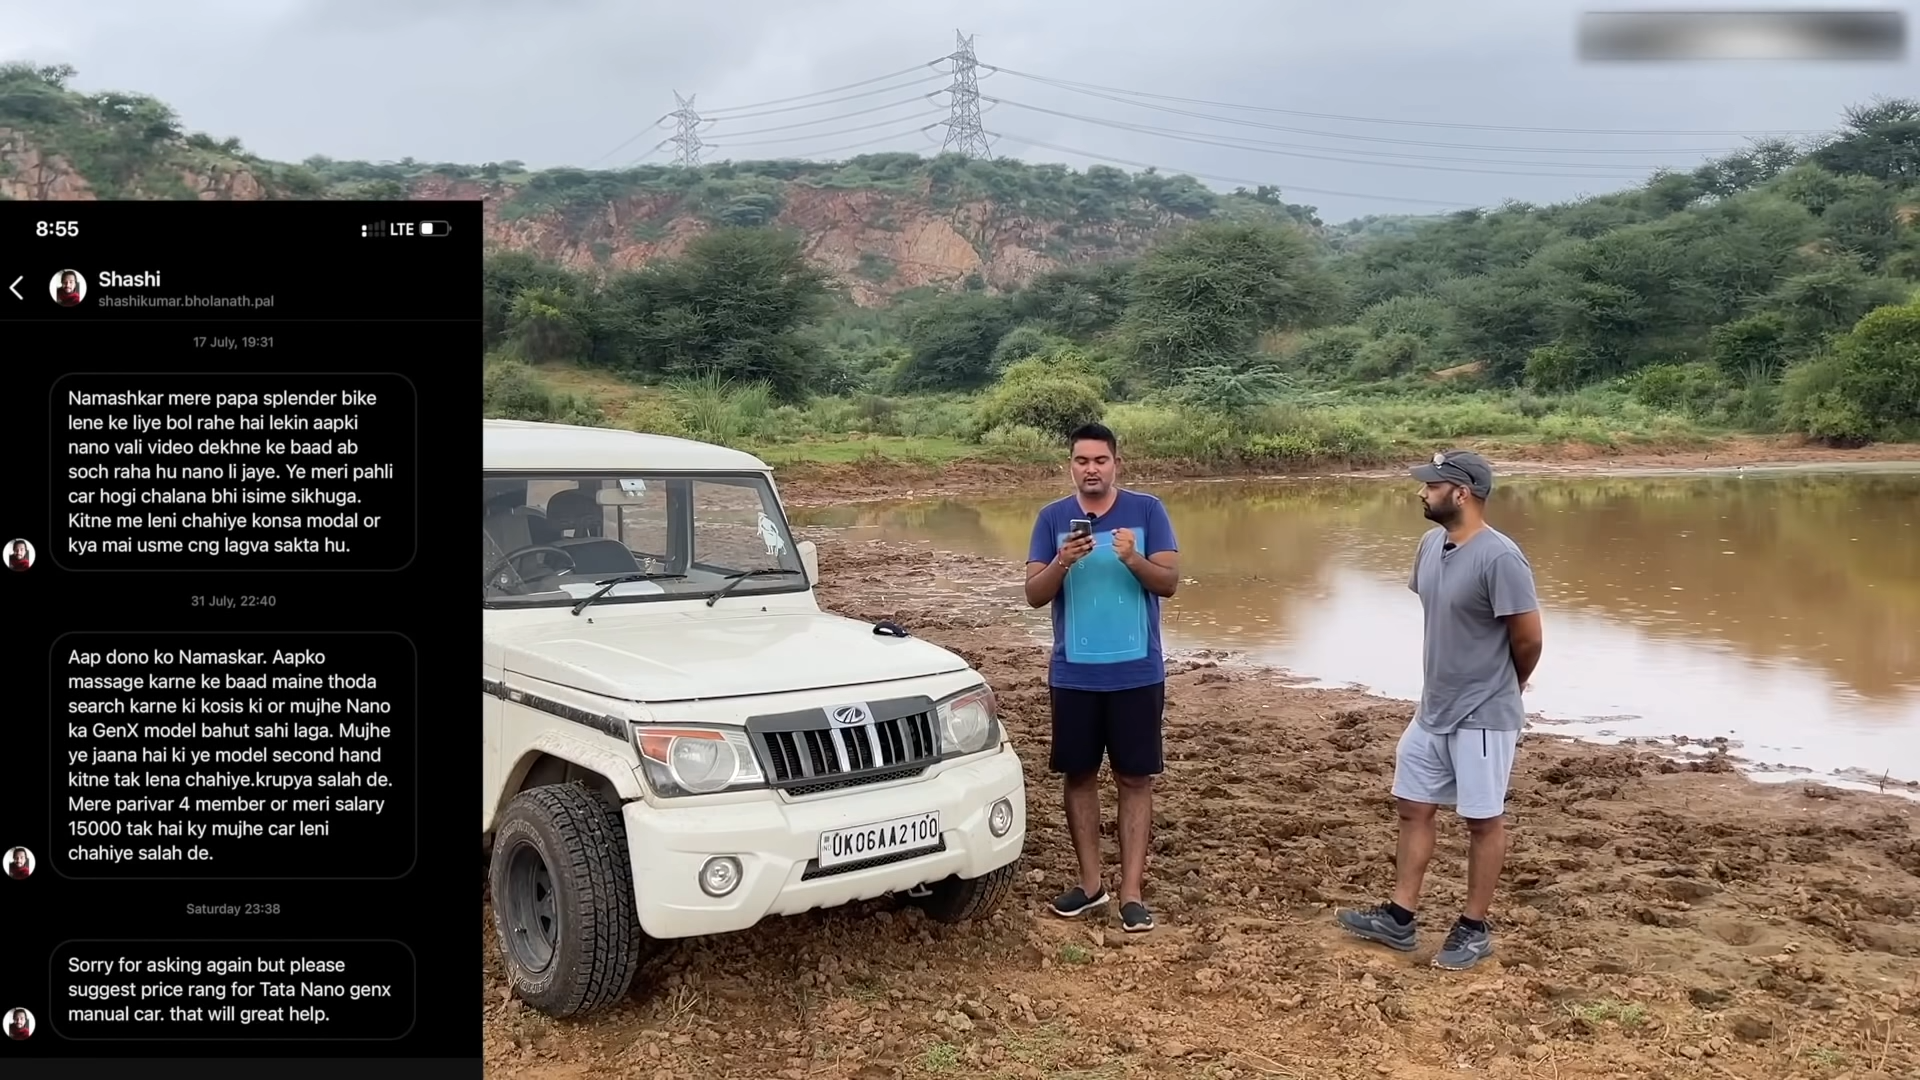 8:55
LTE
Shashi
shashikumar.bholanath.pal
17 July, 19:31
Namashkar mere papa splender bike
lene ke liye bol rahe hai lekin aapki
nano vali video dekhne ke baad ab
soch raha hu nano li jaye. Ye meri pahli
car hogi chalana bhi isime sikhuga.
Kitne me leni chahiye konsa modal or
kya mai usme cng lagva sakta hu.
31 July, 22:40
Aap dono ko Namaskar. Aapko
massage karne ke baad maine thoda
search karne ki kosis ki or mujhe Nano
ka GenX model bahut sahi laga. Mujhe
ye jaana hai ki ye model second hand
kitne tak lena chahiye.krupya salah de.
Mere parivar 4 member or meri salary
15000 tak hai ky mujhe car leni
chahiye salah de.
Saturday 23:38
Sorry for asking again but please
suggest price rang for Tata Nano genx
manual car. that will great help.
UK06AA2100
S
I L
O N